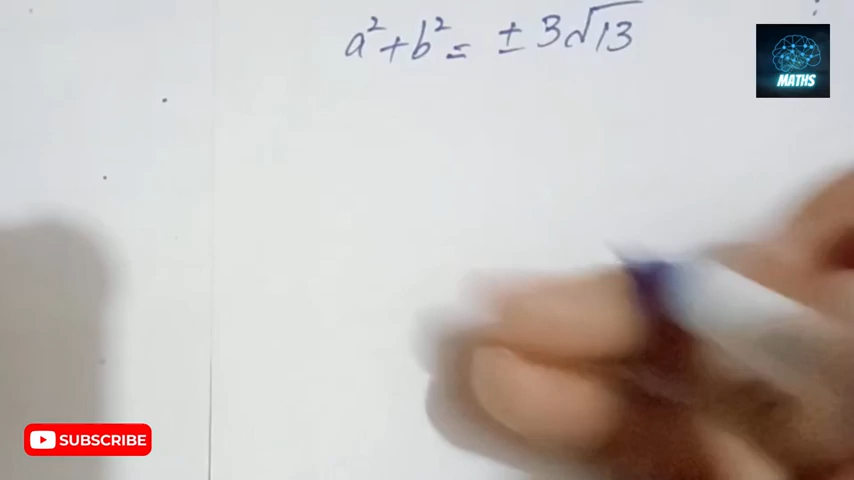 a²+b² = ± 3√13
MATHS
SUBSCRIBE